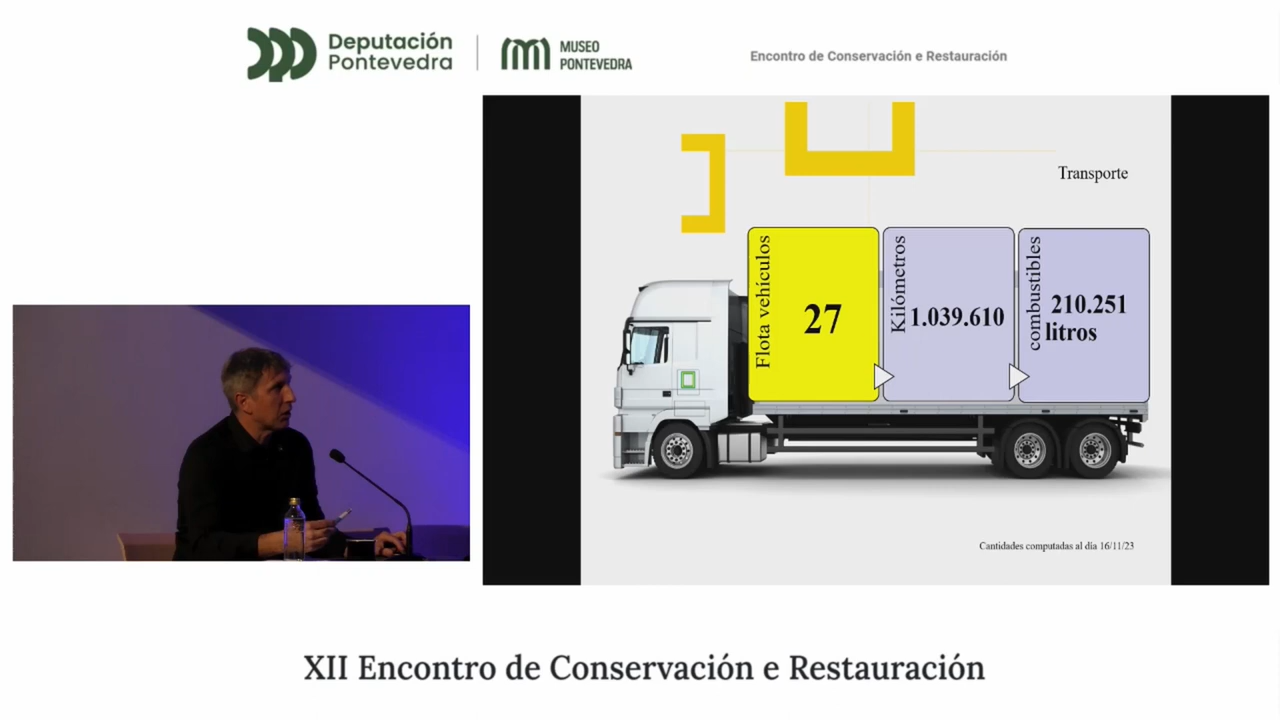 Deputación
Pontevedra
MUSEO
PONTEVEDRA
Encontro de Conservación e Restauración
Transporte
Flota vehículos
27
Kilómetros
1.039.610
combustibles
210.251
litros
Cantidades computadas al día 16/11/23
XII Encontro de Conservación e Restauración